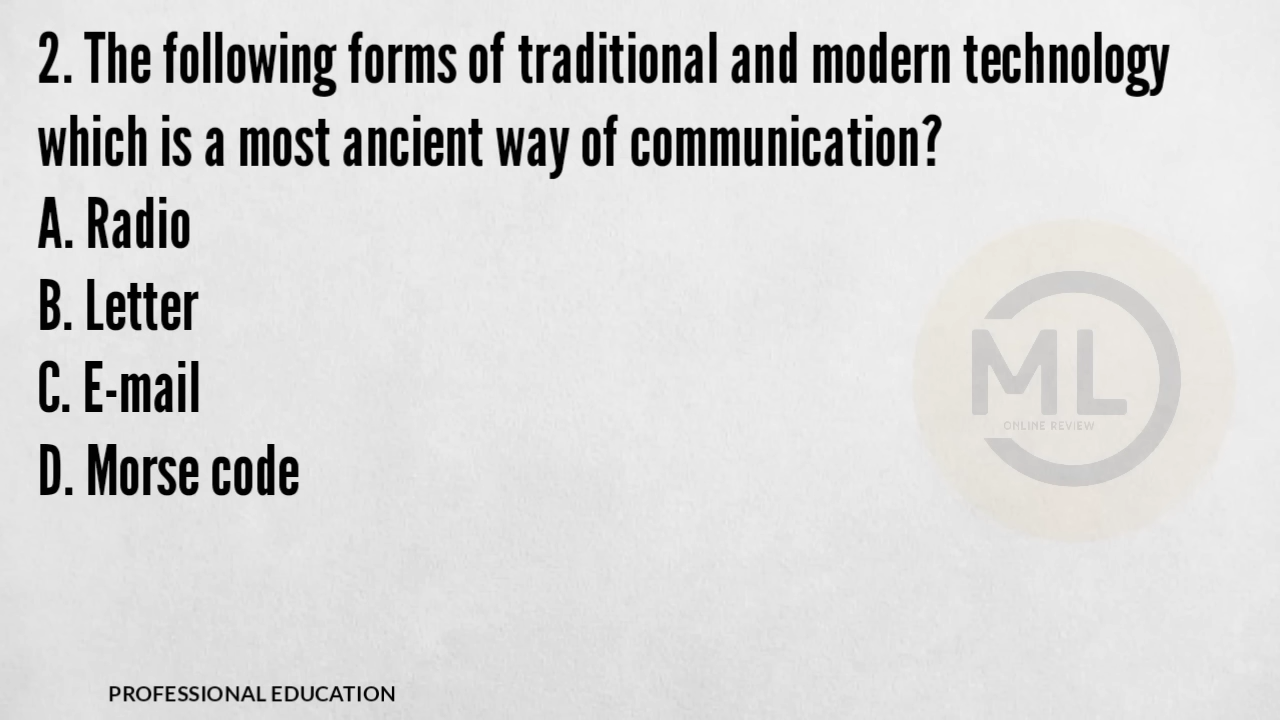 2. The following forms of traditional and modern technology
which is a most ancient way of communication?
A. Radio
B. Letter
C. E-mail
D. Morse code
ML
ONLINE REVIEW
PROFESSIONAL EDUCATION